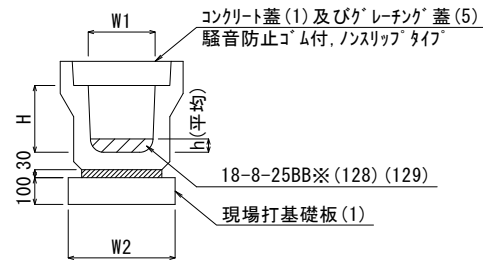 W1
コンクリート蓋(1)及びグレーチング蓋(5)
騒音防止ゴム付,ノンスリップタイプ
H
h(平均)
18-8-25BB※(128)(129)
30
100
現場打基礎板(1)
W2